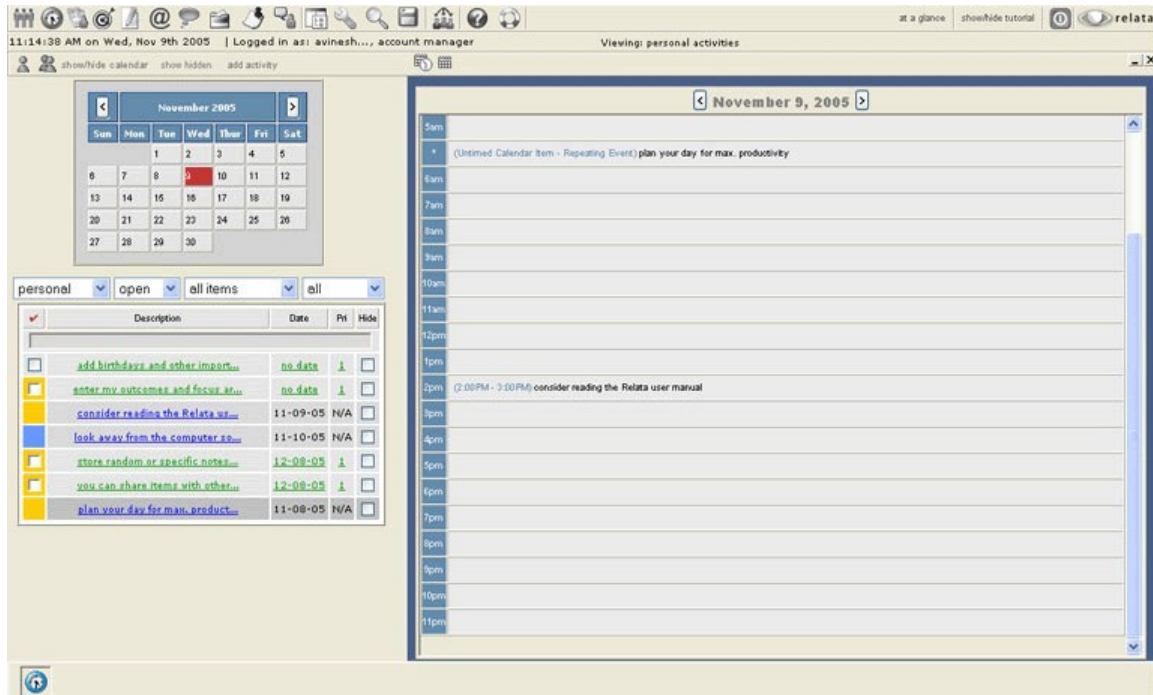 at a glance show/hide tutorial relata
11:14:38 AM on Wed, Nov 9th 2005 | Logged in as: avinesh..., account manager Viewing: personal activities
show/hide calendar show hidden add activity
November 2005
Sun Mon Tue Wed Thur Fri Sat
1 2 3 4 5
6 7 8 9 10 11 12
13 14 15 16 17 18 19
20 21 22 23 24 25 26
27 28 29 30
personal open all items all
Description Date Pri Hide
add birthdays and other import... no date 1
enter my outcomes and focus ar... no date 1
consider reading the Relata us... 11-09-05 N/A
look away from the computer so... 11-10-05 N/A
store random or specific notes... 12-08-05 1
you can share items with other... 12-08-05 1
plan your day for max. product... 11-08-05 N/A
November 9, 2005
5am
* (Untimed Calendar Item - Repeating Event) plan your day for max. productivity
6am
7am
8am
9am
10am
11am
12pm
1pm
2pm (2:00PM - 3:00PM) consider reading the Relata user manual
3pm
4pm
5pm
6pm
7pm
8pm
9pm
10pm
11pm